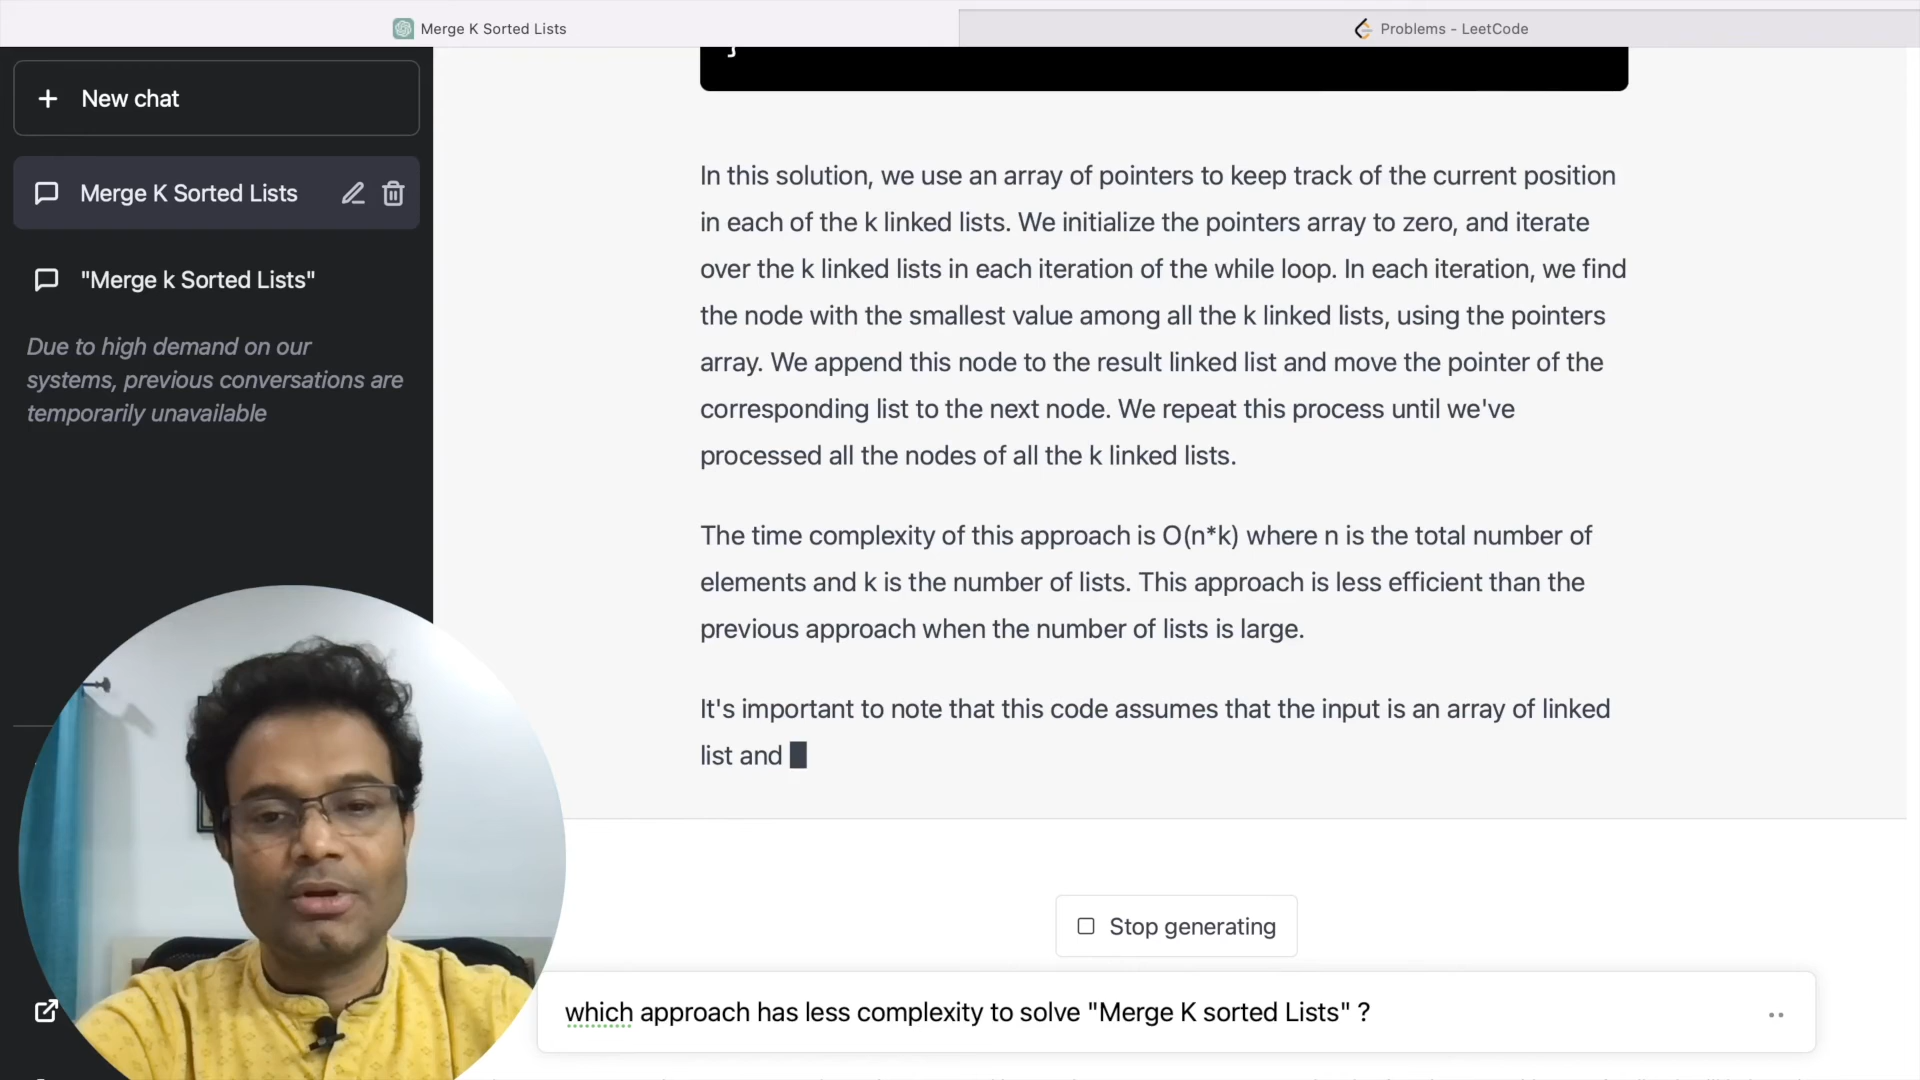 Merge K Sorted Lists
Problems - LeetCode
New chat
Merge K Sorted Lists
"Merge k Sorted Lists"
Due to high demand on our
systems, previous conversations are
temporarily unavailable
}
In this solution, we use an array of pointers to keep track of the current position
in each of the k linked lists. We initialize the pointers array to zero, and iterate
over the k linked lists in each iteration of the while loop. In each iteration, we find
the node with the smallest value among all the k linked lists, using the pointers
array. We append this node to the result linked list and move the pointer of the
corresponding list to the next node. We repeat this process until we've
processed all the nodes of all the k linked lists.
The time complexity of this approach is O(n*k) where n is the total number of
elements and k is the number of lists. This approach is less efficient than the
previous approach when the number of lists is large.
It's important to note that this code assumes that the input is an array of linked
list and
Stop generating
which approach has less complexity to solve "Merge K sorted Lists" ?